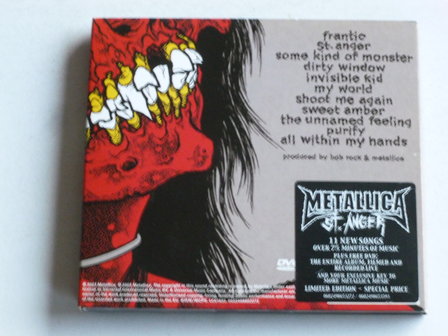 frantic
st. anger
some kind of monster
dirty window
invisible kid
my world
shoot me again
sweet amber
the unnamed feeling
purify
all within my hands
produced by bob rock & metallica
METALLICA
ST. ANGER
11 NEW SONGS
OVER 75 MINUTES OF MUSIC
PLUS FREE DVD:
THE ENTIRE ALBUM, FILMED AND
RECORDED LIVE
AND YOUR EXCLUSIVE KEY TO
MORE METALLICA MUSIC
LIMITED EDITION - SPECIAL PRICE
DVD